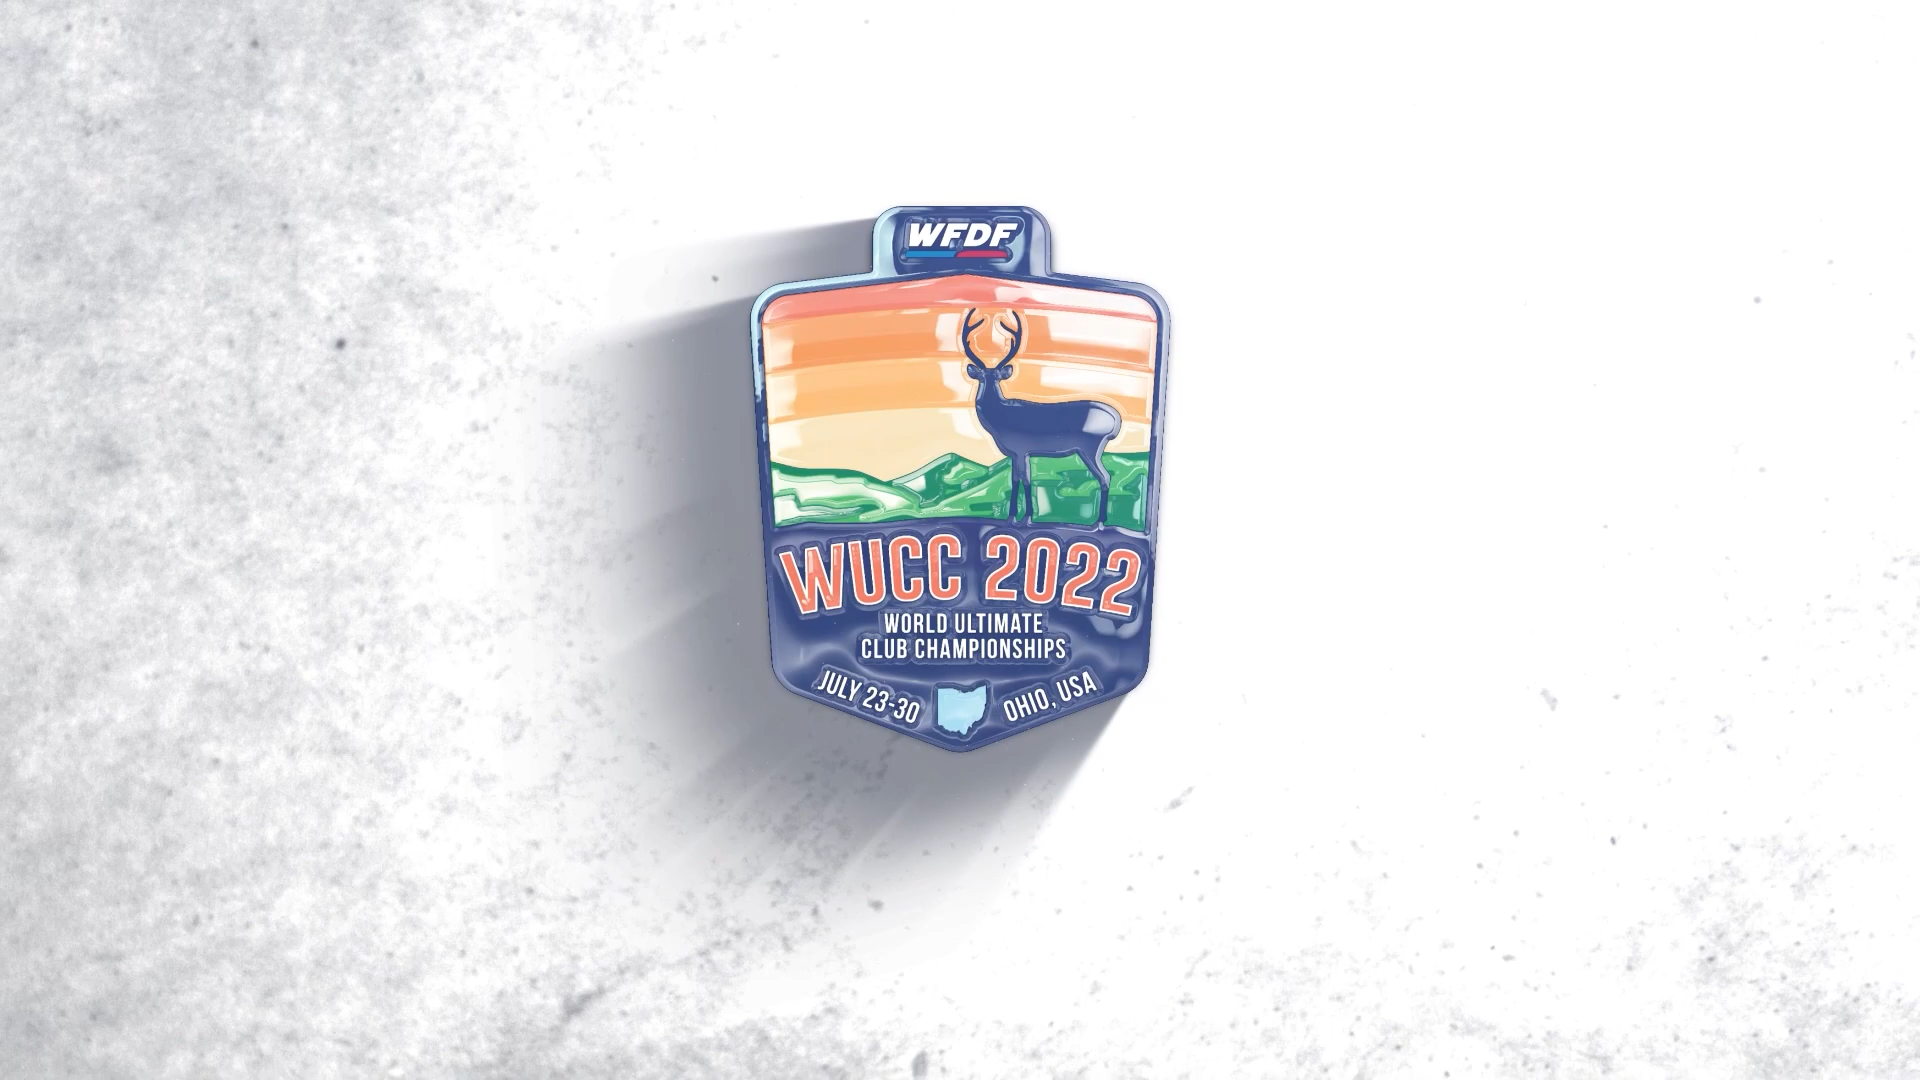 WFDF
WUCC 2022
WORLD ULTIMATE
CLUB CHAMPIONSHIPS
JULY 23-30
OHIO, USA